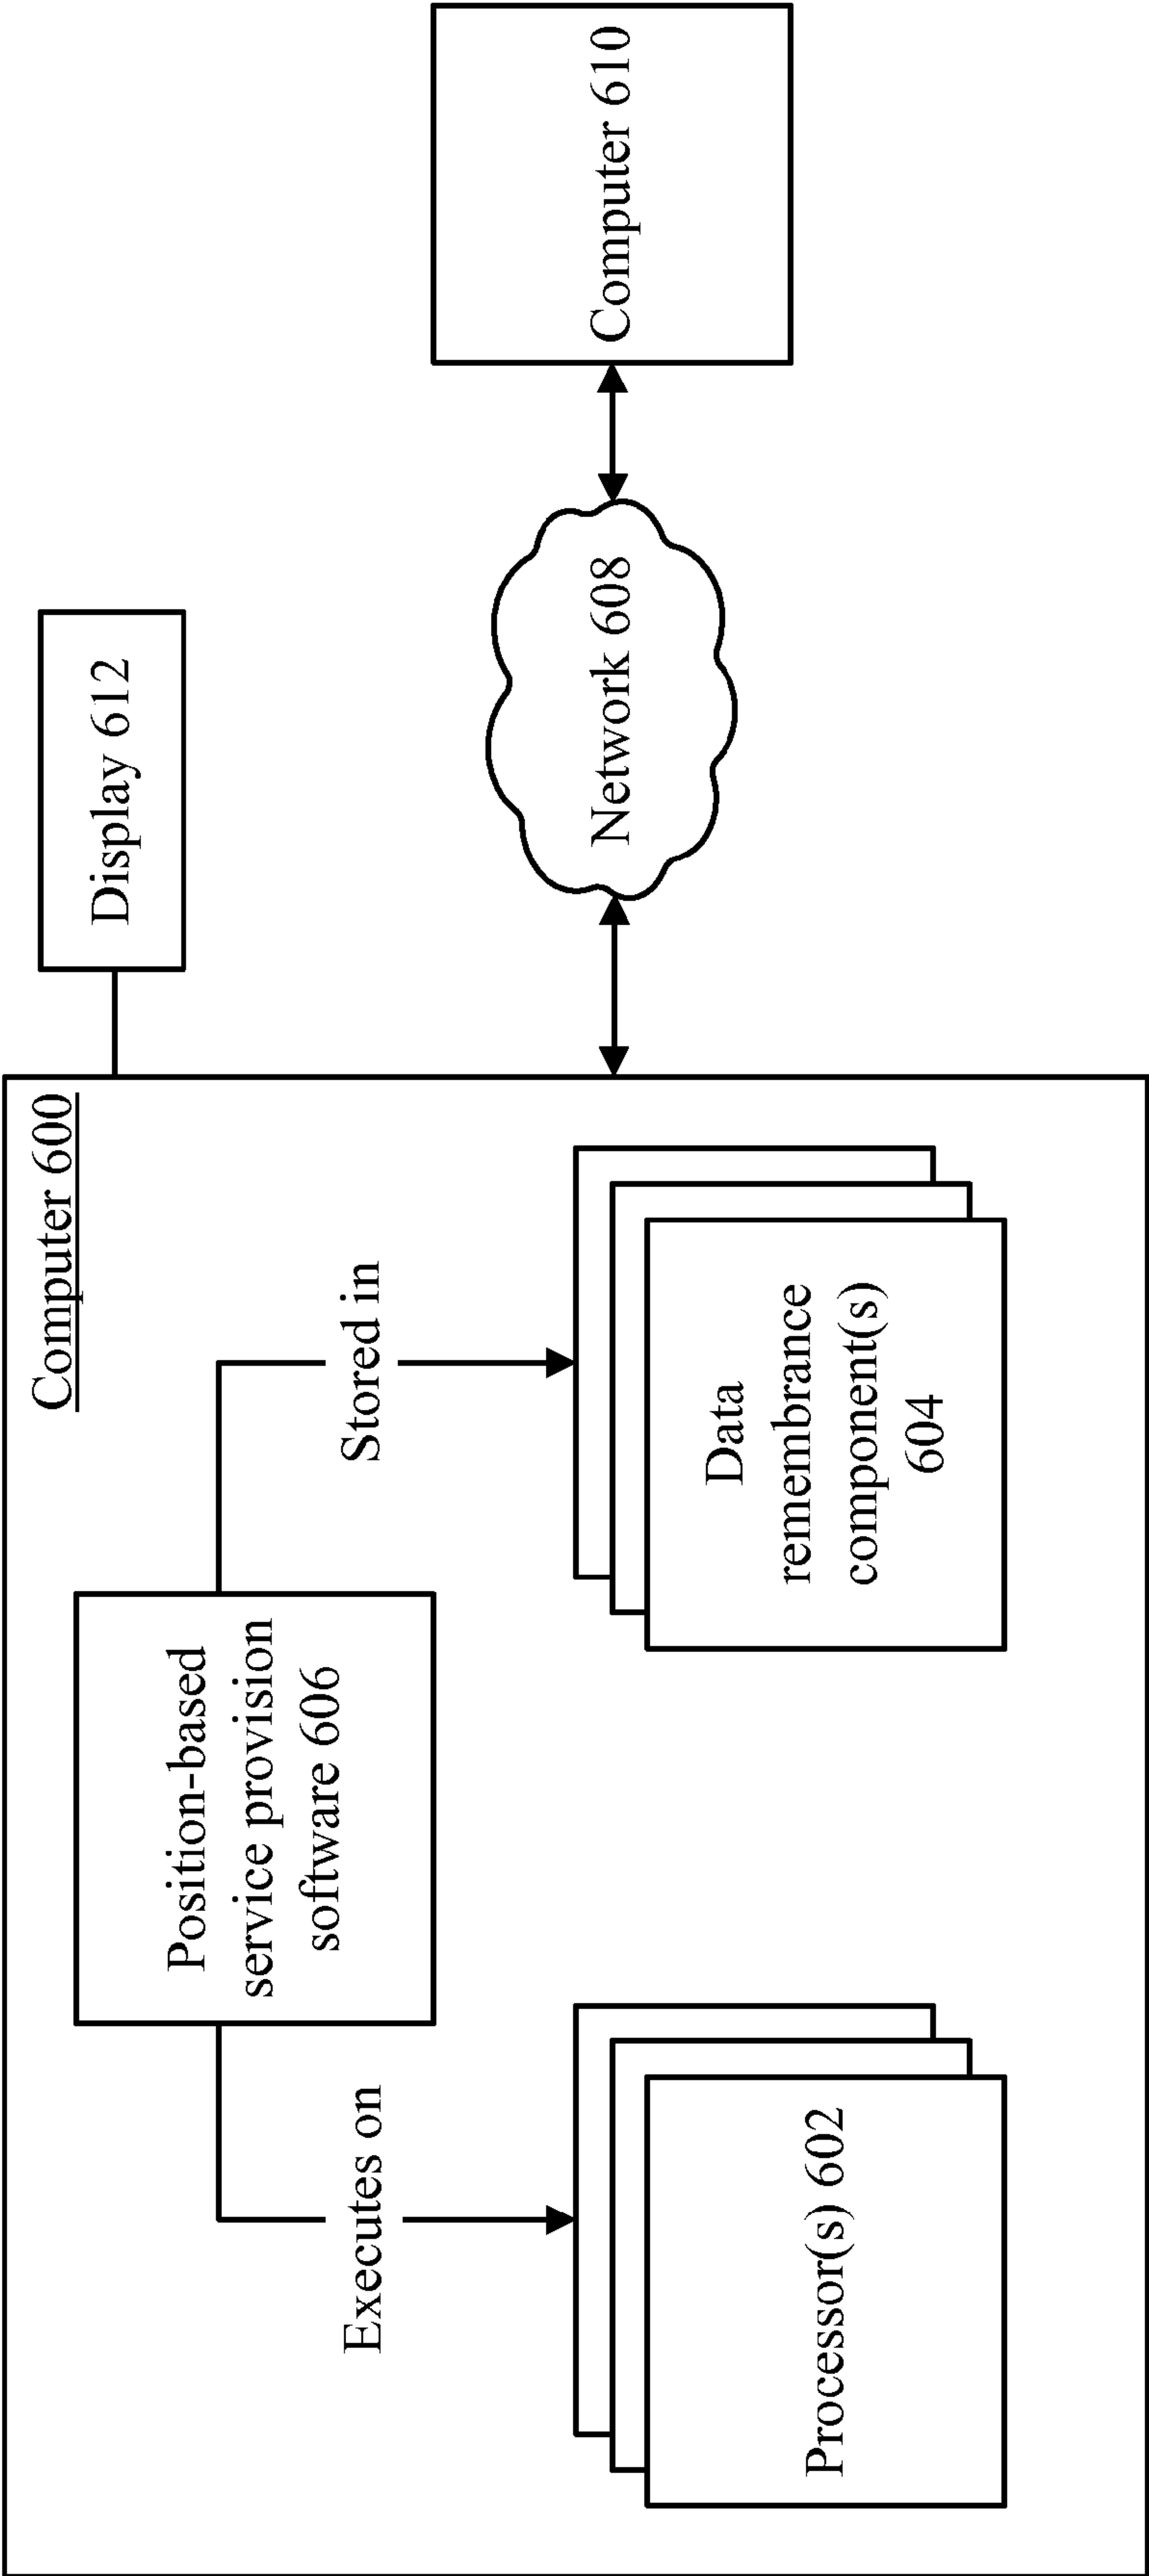 Computer 600
Position-based
service provision
software 606
Executes on
Stored in
Processor(s) 602
Data
remembrance
component(s)
604
Display 612
Network 608
Computer 610